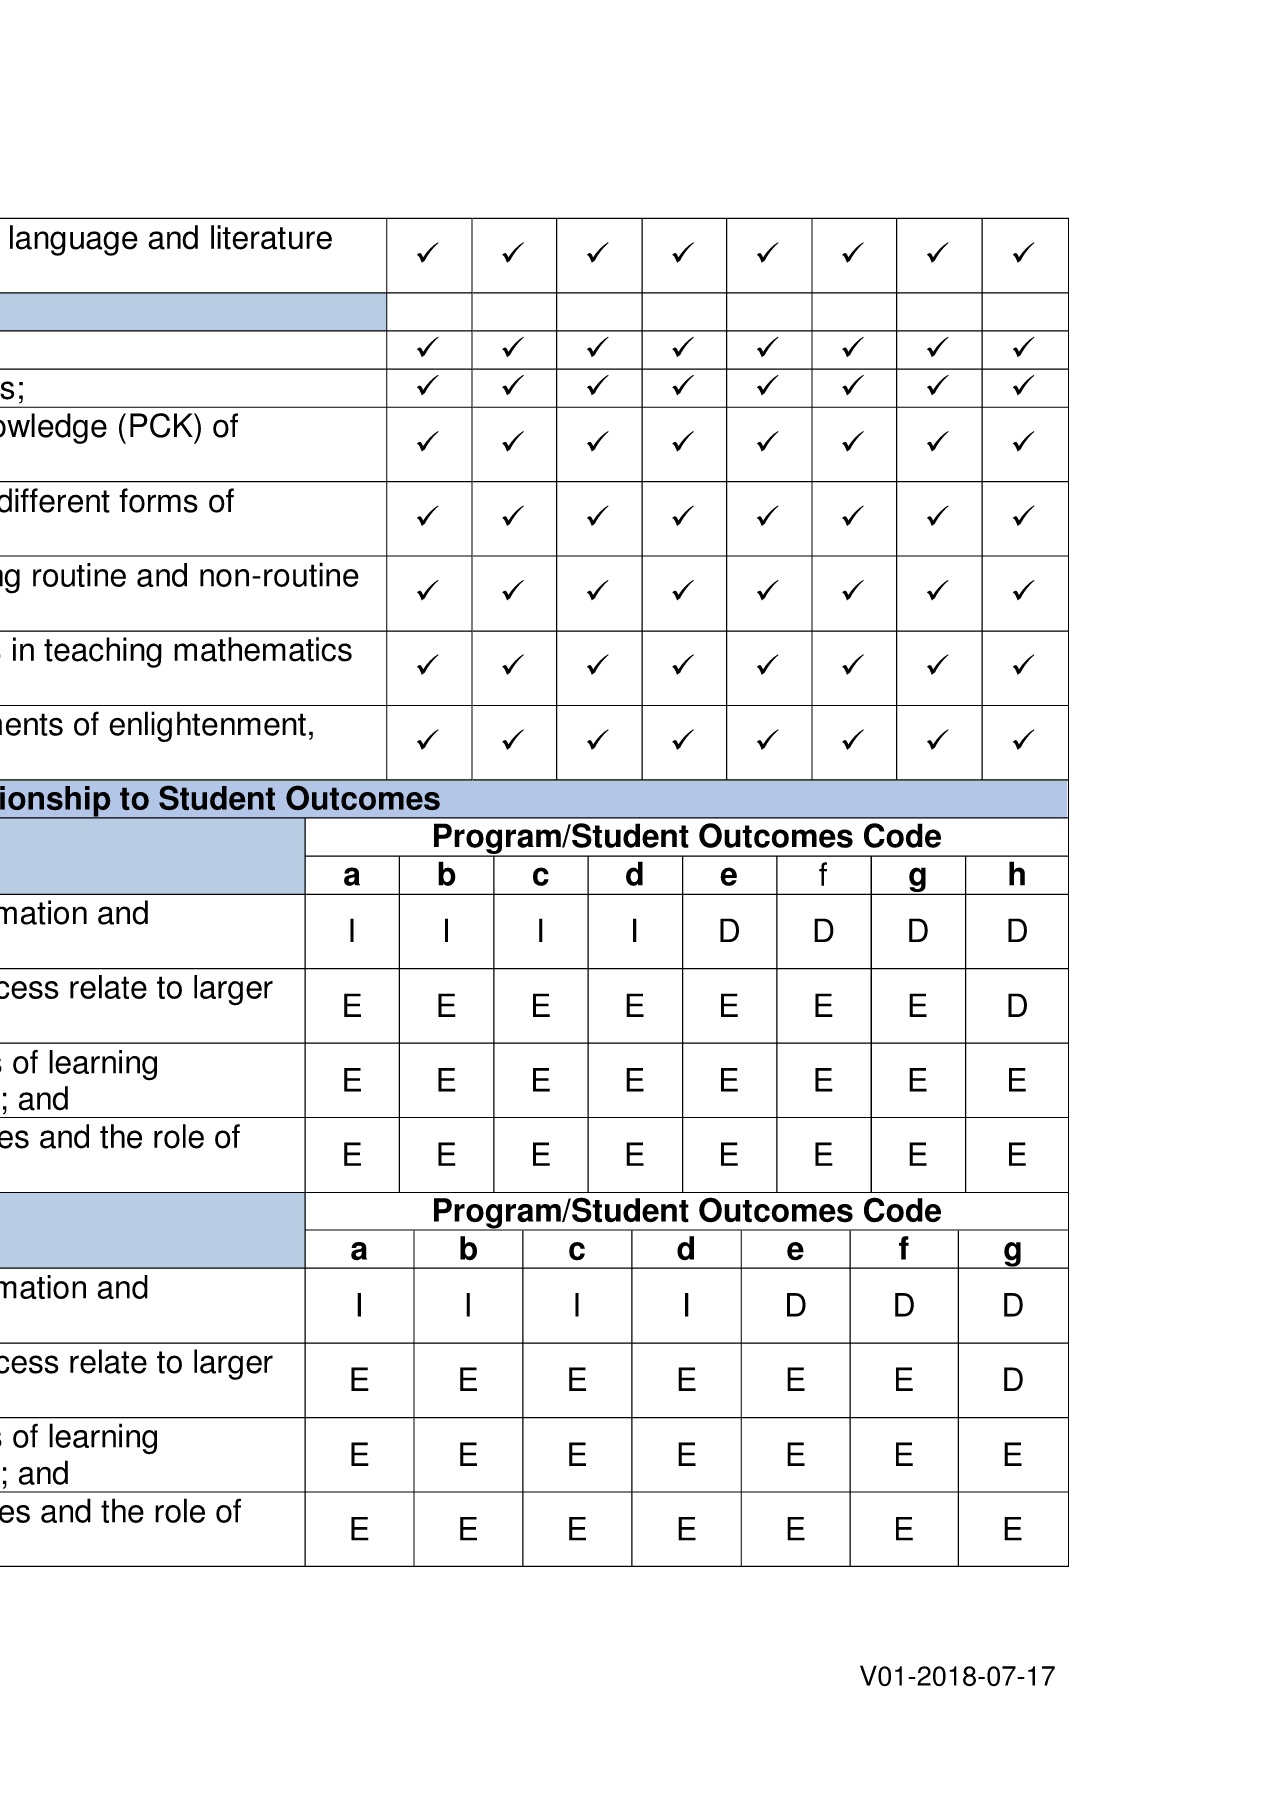 language and literature ✓ ✓ ✓ ✓ ✓ ✓ ✓ ✓
✓ ✓ ✓ ✓ ✓ ✓ ✓ ✓
s; ✓ ✓ ✓ ✓ ✓ ✓ ✓ ✓
owledge (PCK) of ✓ ✓ ✓ ✓ ✓ ✓ ✓ ✓
different forms of ✓ ✓ ✓ ✓ ✓ ✓ ✓ ✓
ng routine and non-routine ✓ ✓ ✓ ✓ ✓ ✓ ✓ ✓
s in teaching mathematics ✓ ✓ ✓ ✓ ✓ ✓ ✓ ✓
nents of enlightenment, ✓ ✓ ✓ ✓ ✓ ✓ ✓ ✓
ionship to Student Outcomes
Program/Student Outcomes Code
a b c d e f g h
mation and I I I I D D D D
cess relate to larger E E E E E E E D
s of learning
; and E E E E E E E E
es and the role of E E E E E E E E
Program/Student Outcomes Code
a b c d e f g
mation and I I I I D D D
cess relate to larger E E E E E E D
s of learning
; and E E E E E E E
es and the role of E E E E E E E
V01-2018-07-17